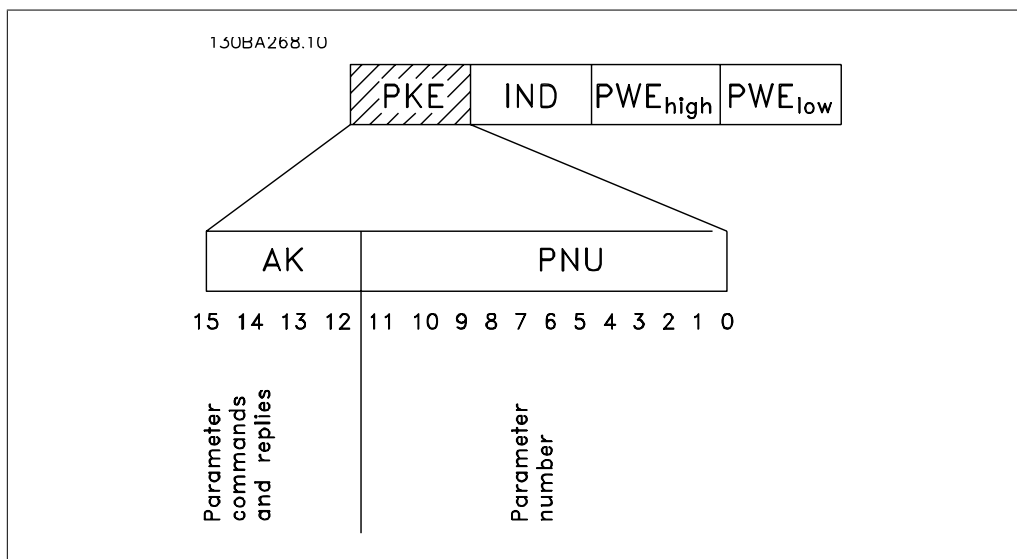 130BA268.10
PKE IND PWEhigh PWElow
AK PNU
15 14 13 12 11 10 9 8 7 6 5 4 3 2 1 0
Parameter
commands
and replies
Parameter
number